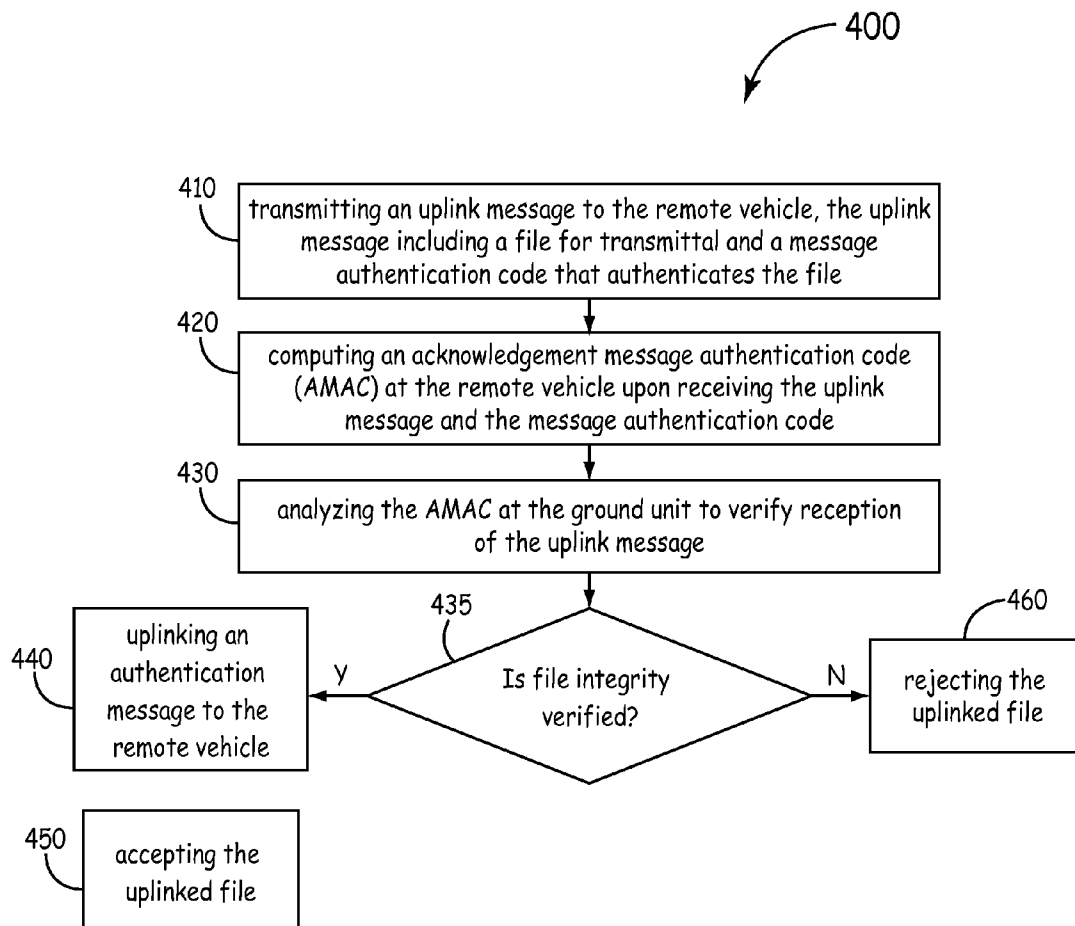 400
410
transmitting an uplink message to the remote vehicle, the uplink
message including a file for transmittal and a message
authentication code that authenticates the file
420
computing an acknowledgement message authentication code
(AMAC) at the remote vehicle upon receiving the uplink
message and the message authentication code
430
analyzing the AMAC at the ground unit to verify reception
of the uplink message
435
Is file integrity
verified?
Y
N
440
uplinking an
authentication
message to the
remote vehicle
460
rejecting the
uplinked file
450
accepting the
uplinked file